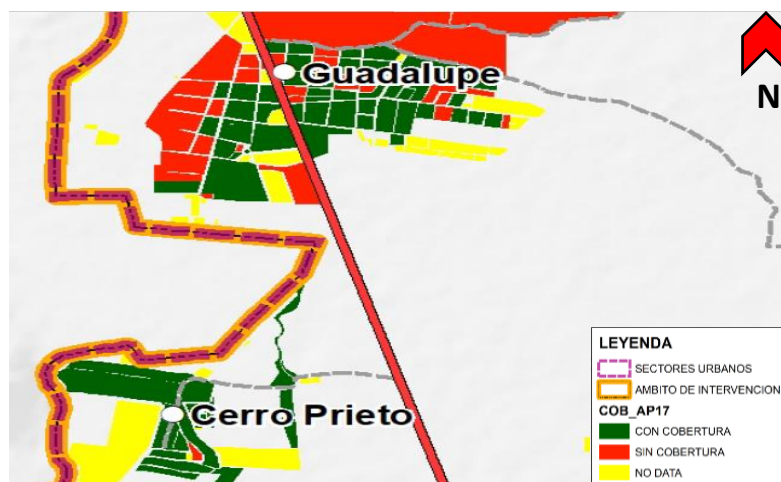 Guadalupe
N
Cerro Prieto
LEYENDA
SECTORES URBANOS
AMBITO DE INTERVENCION
COB_AP17
CON COBERTURA
SIN COBERTURA
NO DATA